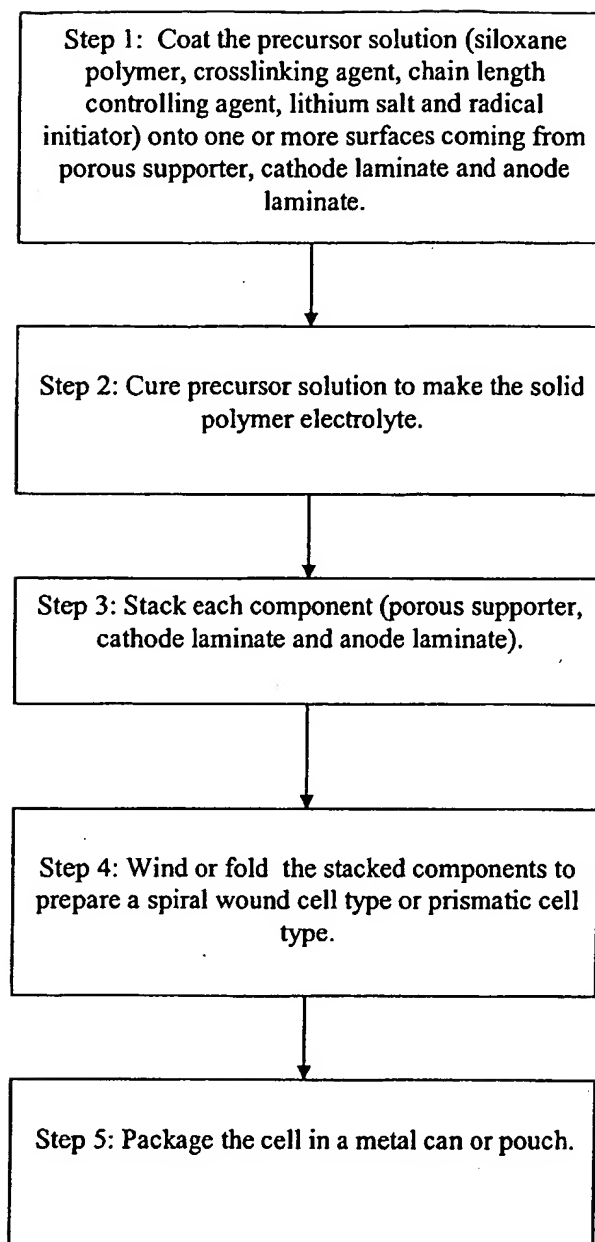 Step 1: Coat the precursor solution (siloxane
polymer, crosslinking agent, chain length
controlling agent, lithium salt and radical
initiator) onto one or more surfaces coming from
porous supporter, cathode laminate and anode
laminate.
Step 2: Cure precursor solution to make the solid
polymer electrolyte.
Step 3: Stack each component (porous supporter,
cathode laminate and anode laminate).
Step 4: Wind or fold the stacked components to
prepare a spiral wound cell type or prismatic cell
type.
Step 5: Package the cell in a metal can or pouch.